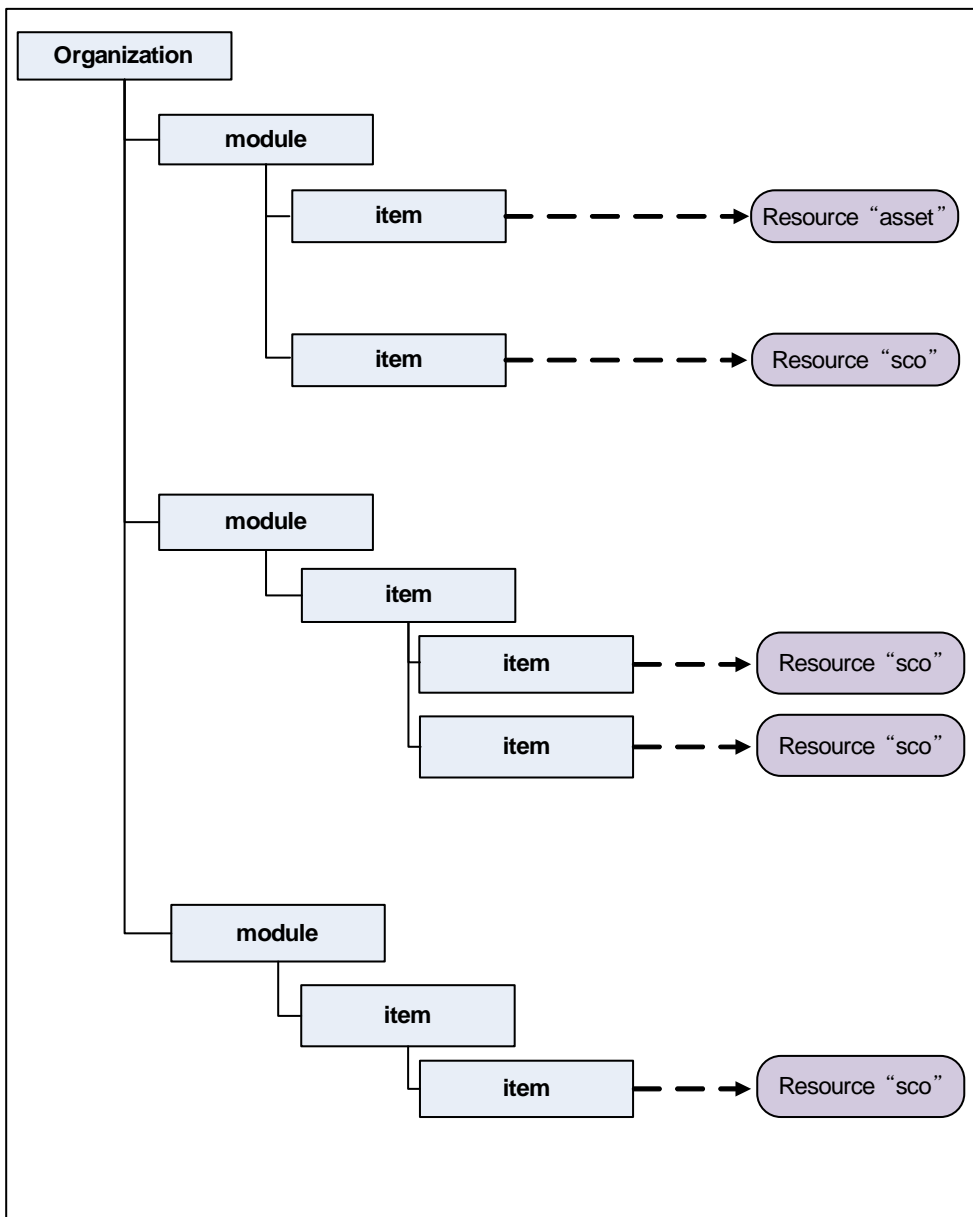 Organization
module
item
Resource “asset”
item
Resource “sco”
module
item
item
Resource “sco”
item
Resource “sco”
module
item
item
Resource “sco”